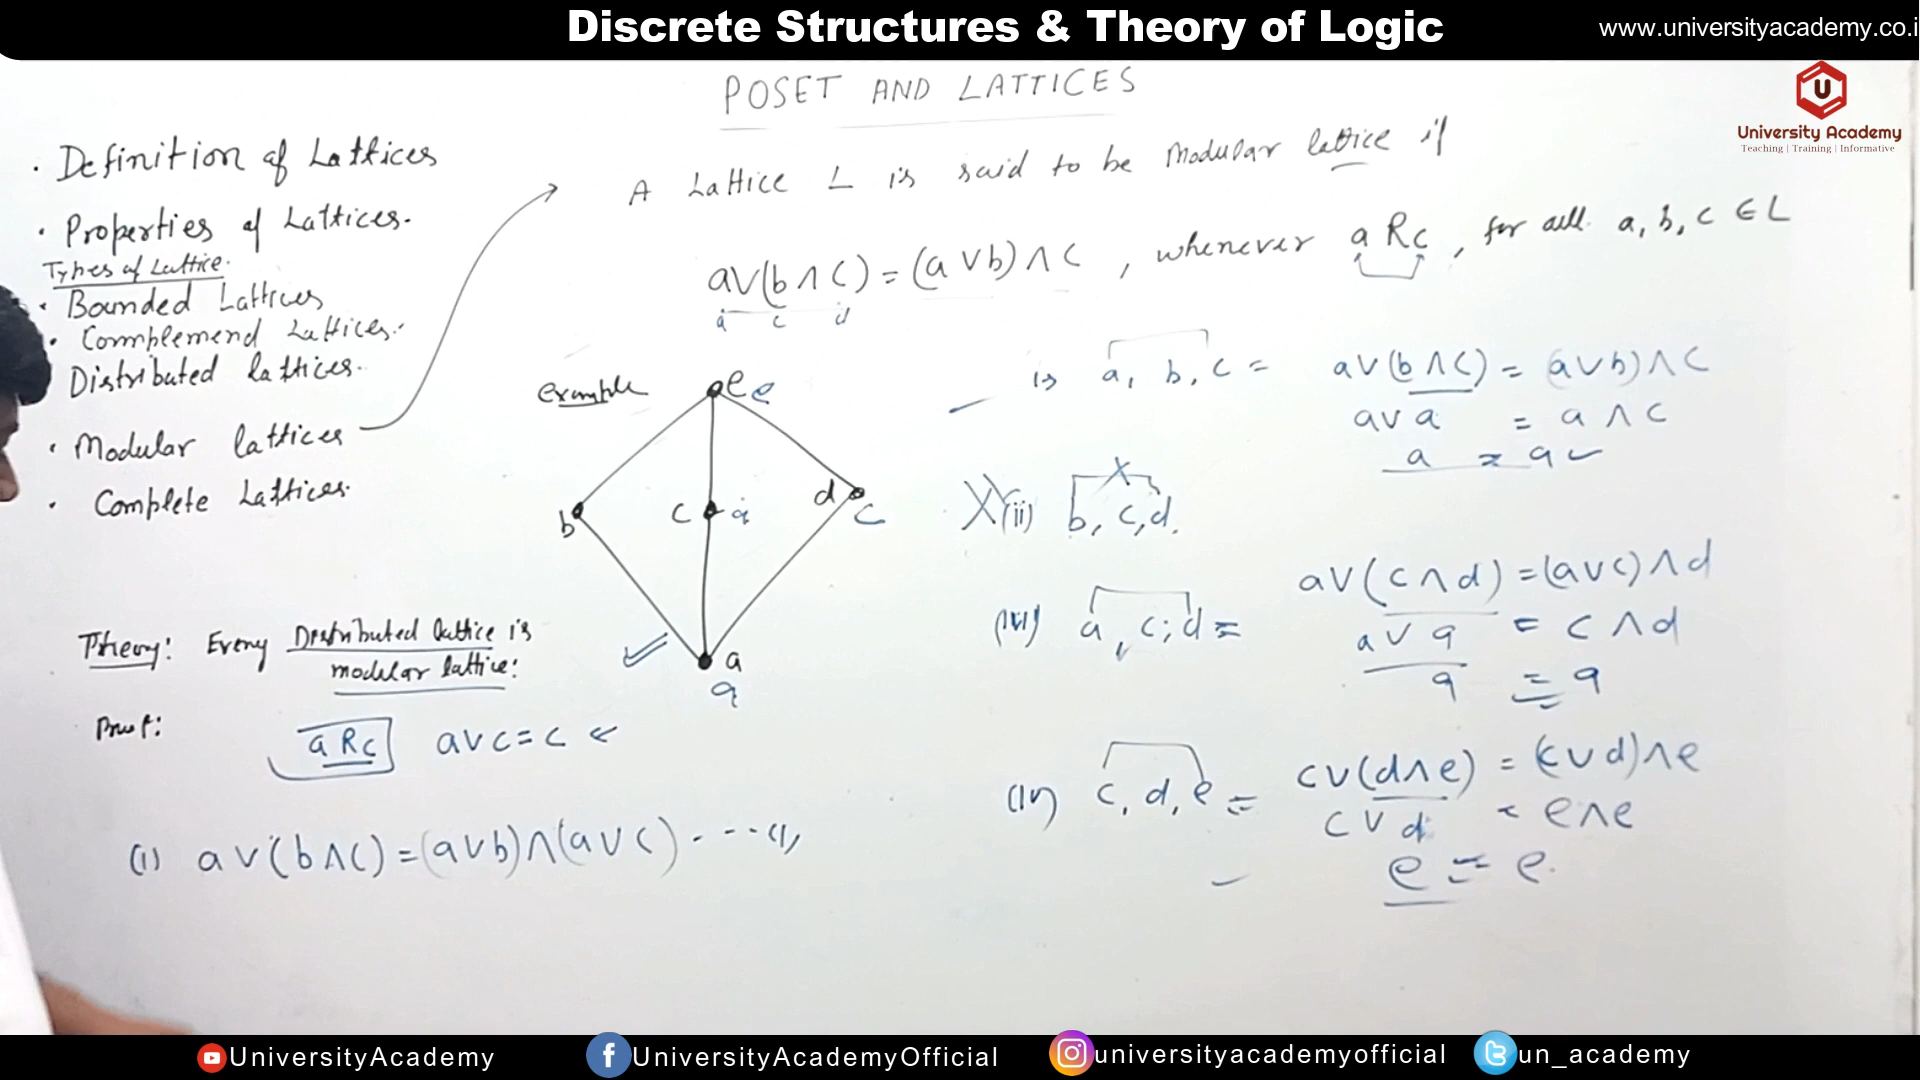 Discrete Structures & Theory of Logic
www.universityacademy.co.i
U
University Academy
Teaching | Training | Informative
POSET AND LATTICES
· Definition of Lattices
· Properties of Lattices.
Types of Lattice.
· Bounded Lattices
· Commplemend Lattices.
Distributed lattices.
· Modular lattices
· Complete Lattices
A Lattice L is said to be Modular lattice if
a∨(b∧c)=(a∨b)∧c, whenever aRc, for all a, b, c ∈ L
a c d
example
e e
b
c a
d c
a
a
Theory: Every Distributed lattice is
modular lattice:
Proof:
aRc a∨c=c
(1) a∨(b∧c)=(a∨b)∧(a∨c)----(1)
i> a, b, c = a∨(b∧c) = (a∨b)∧c
a∨a = a∧c
a = a
X(ii) b, c, d.
X
(iii) a, c, d = a∨(c∧d)=(a∨c)∧d
a∨a = c∧d
a = a
(iv) c, d, e = c∨(d∧e) = (c∨d)∧e
c∨d = e∧e
e = e.
UniversityAcademy
UniversityAcademyOfficial
universityacademyofficial
un_academy